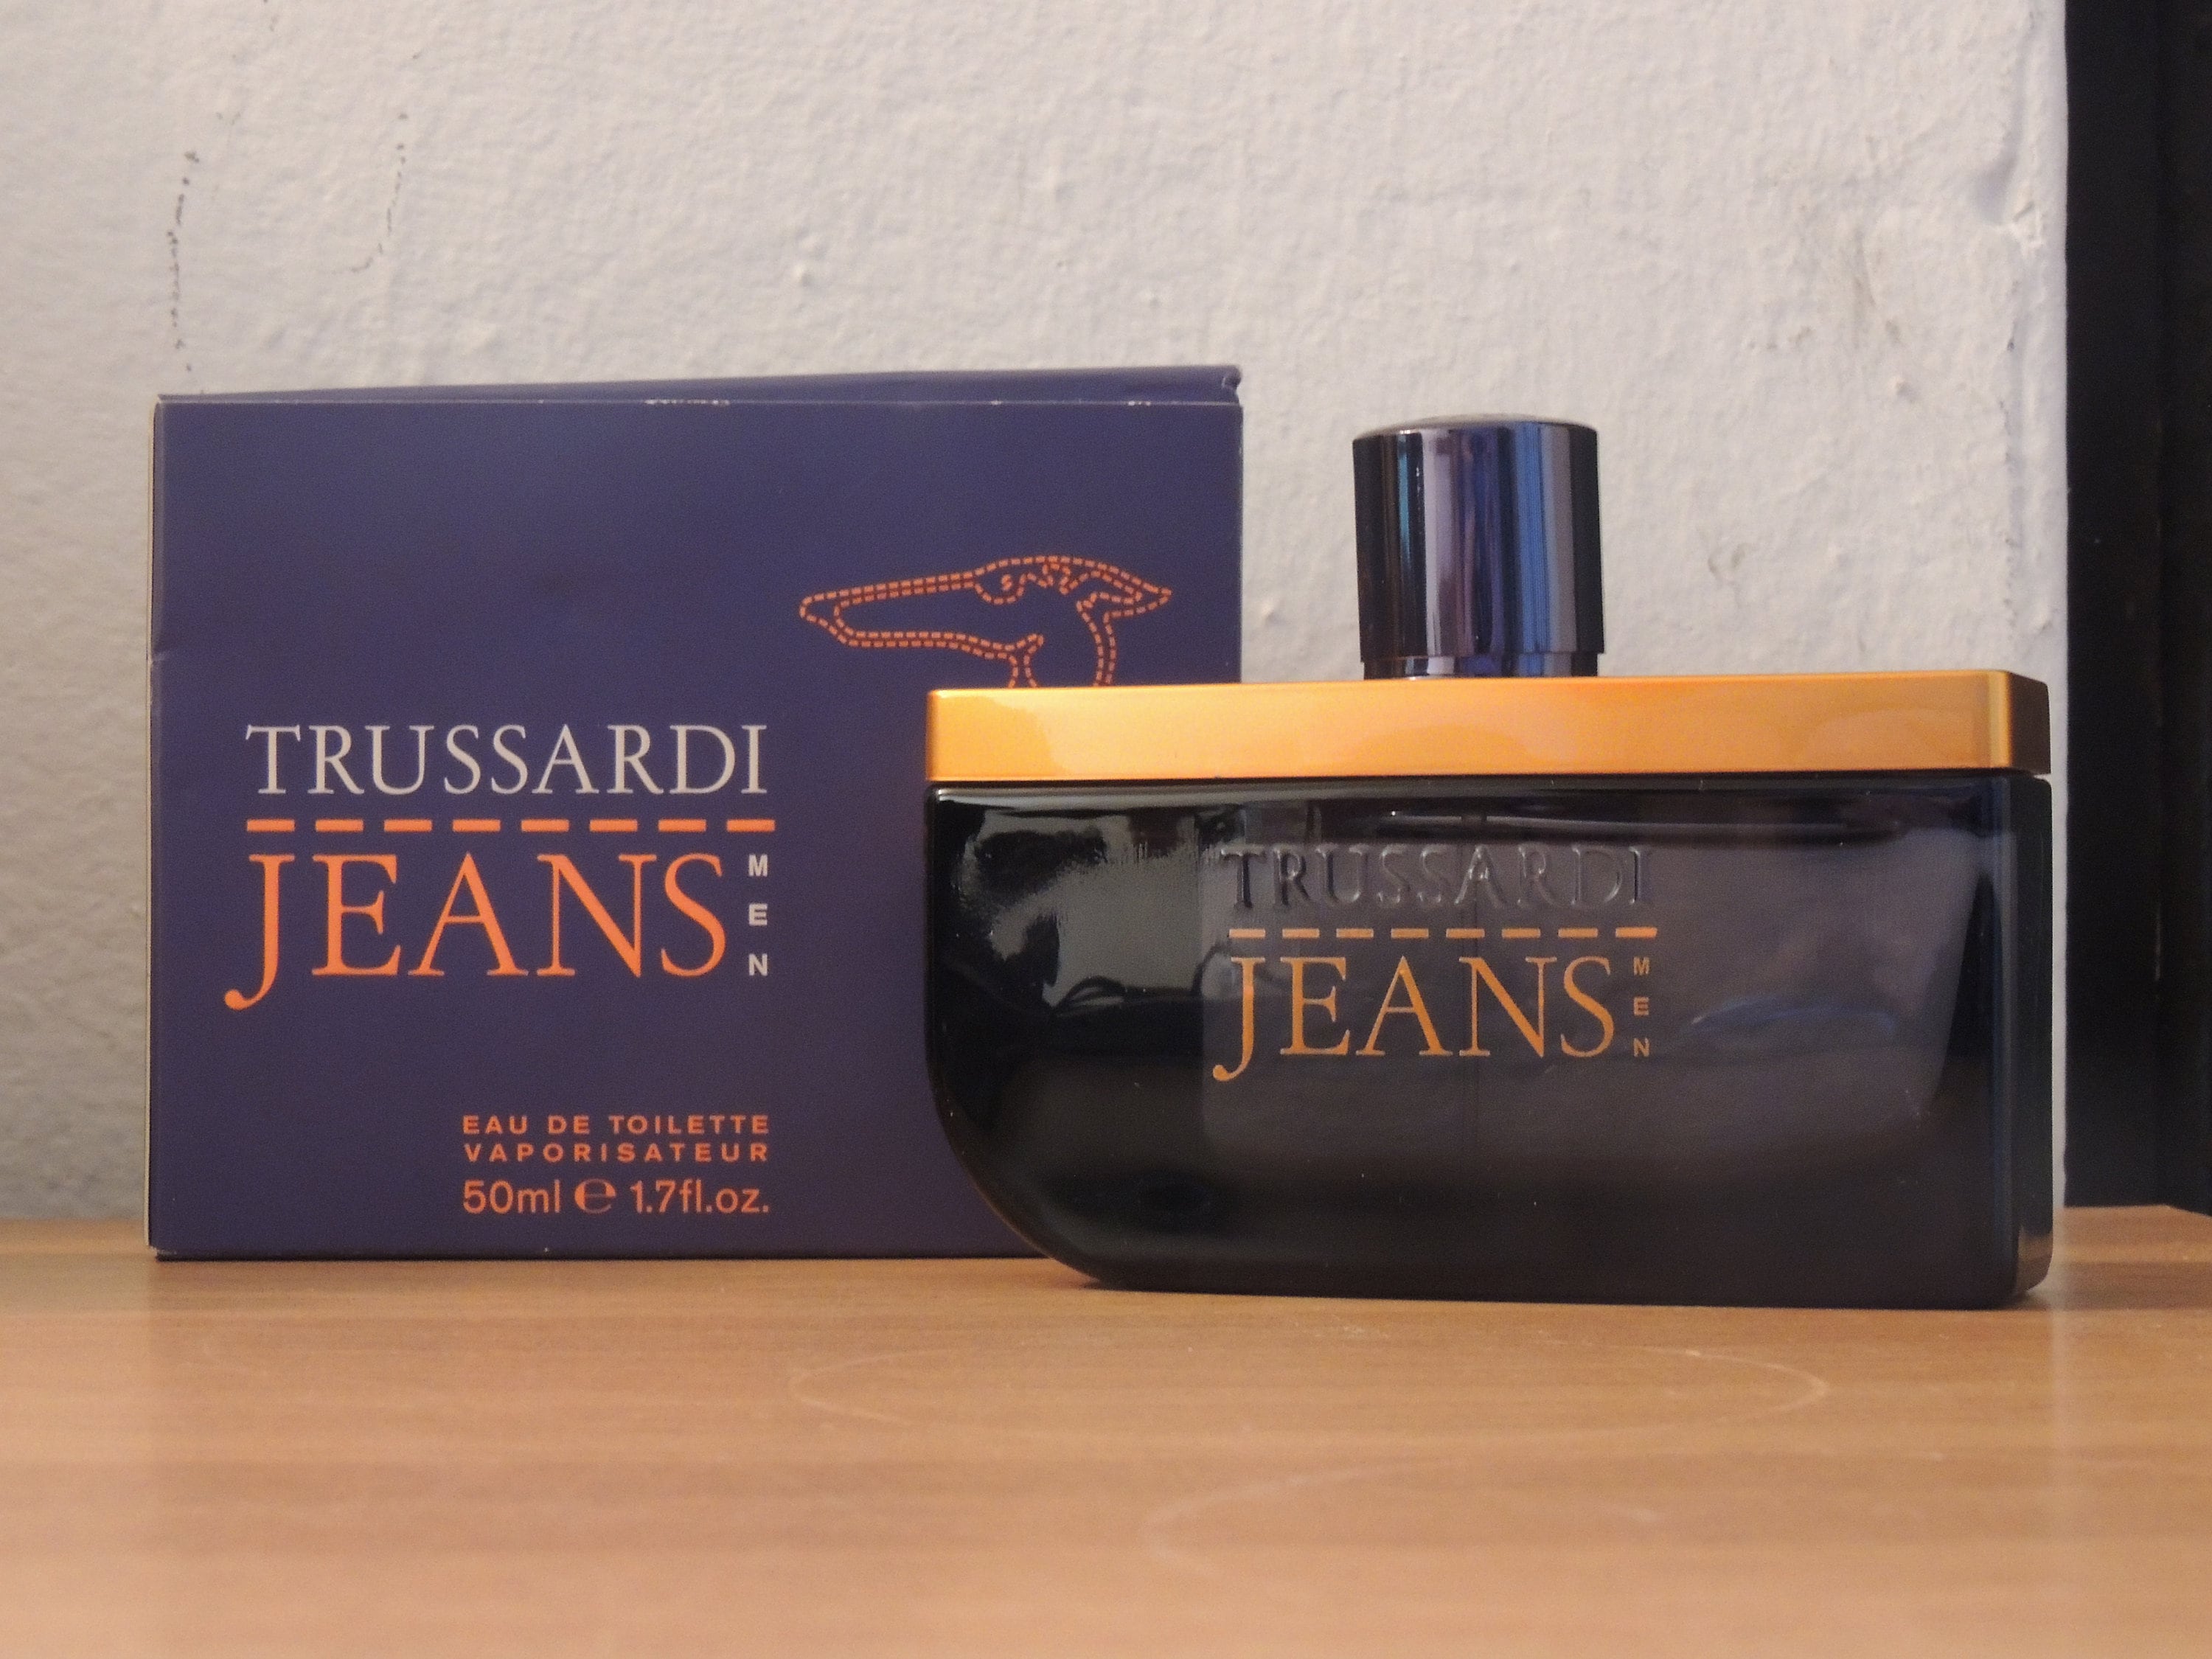 TRUSSARDI
JEANS MEN
EAU DE TOILETTE
VAPORISATEUR
50ml ℮ 1.7fl.oz.
TRUSSARDI
JEANS MEN